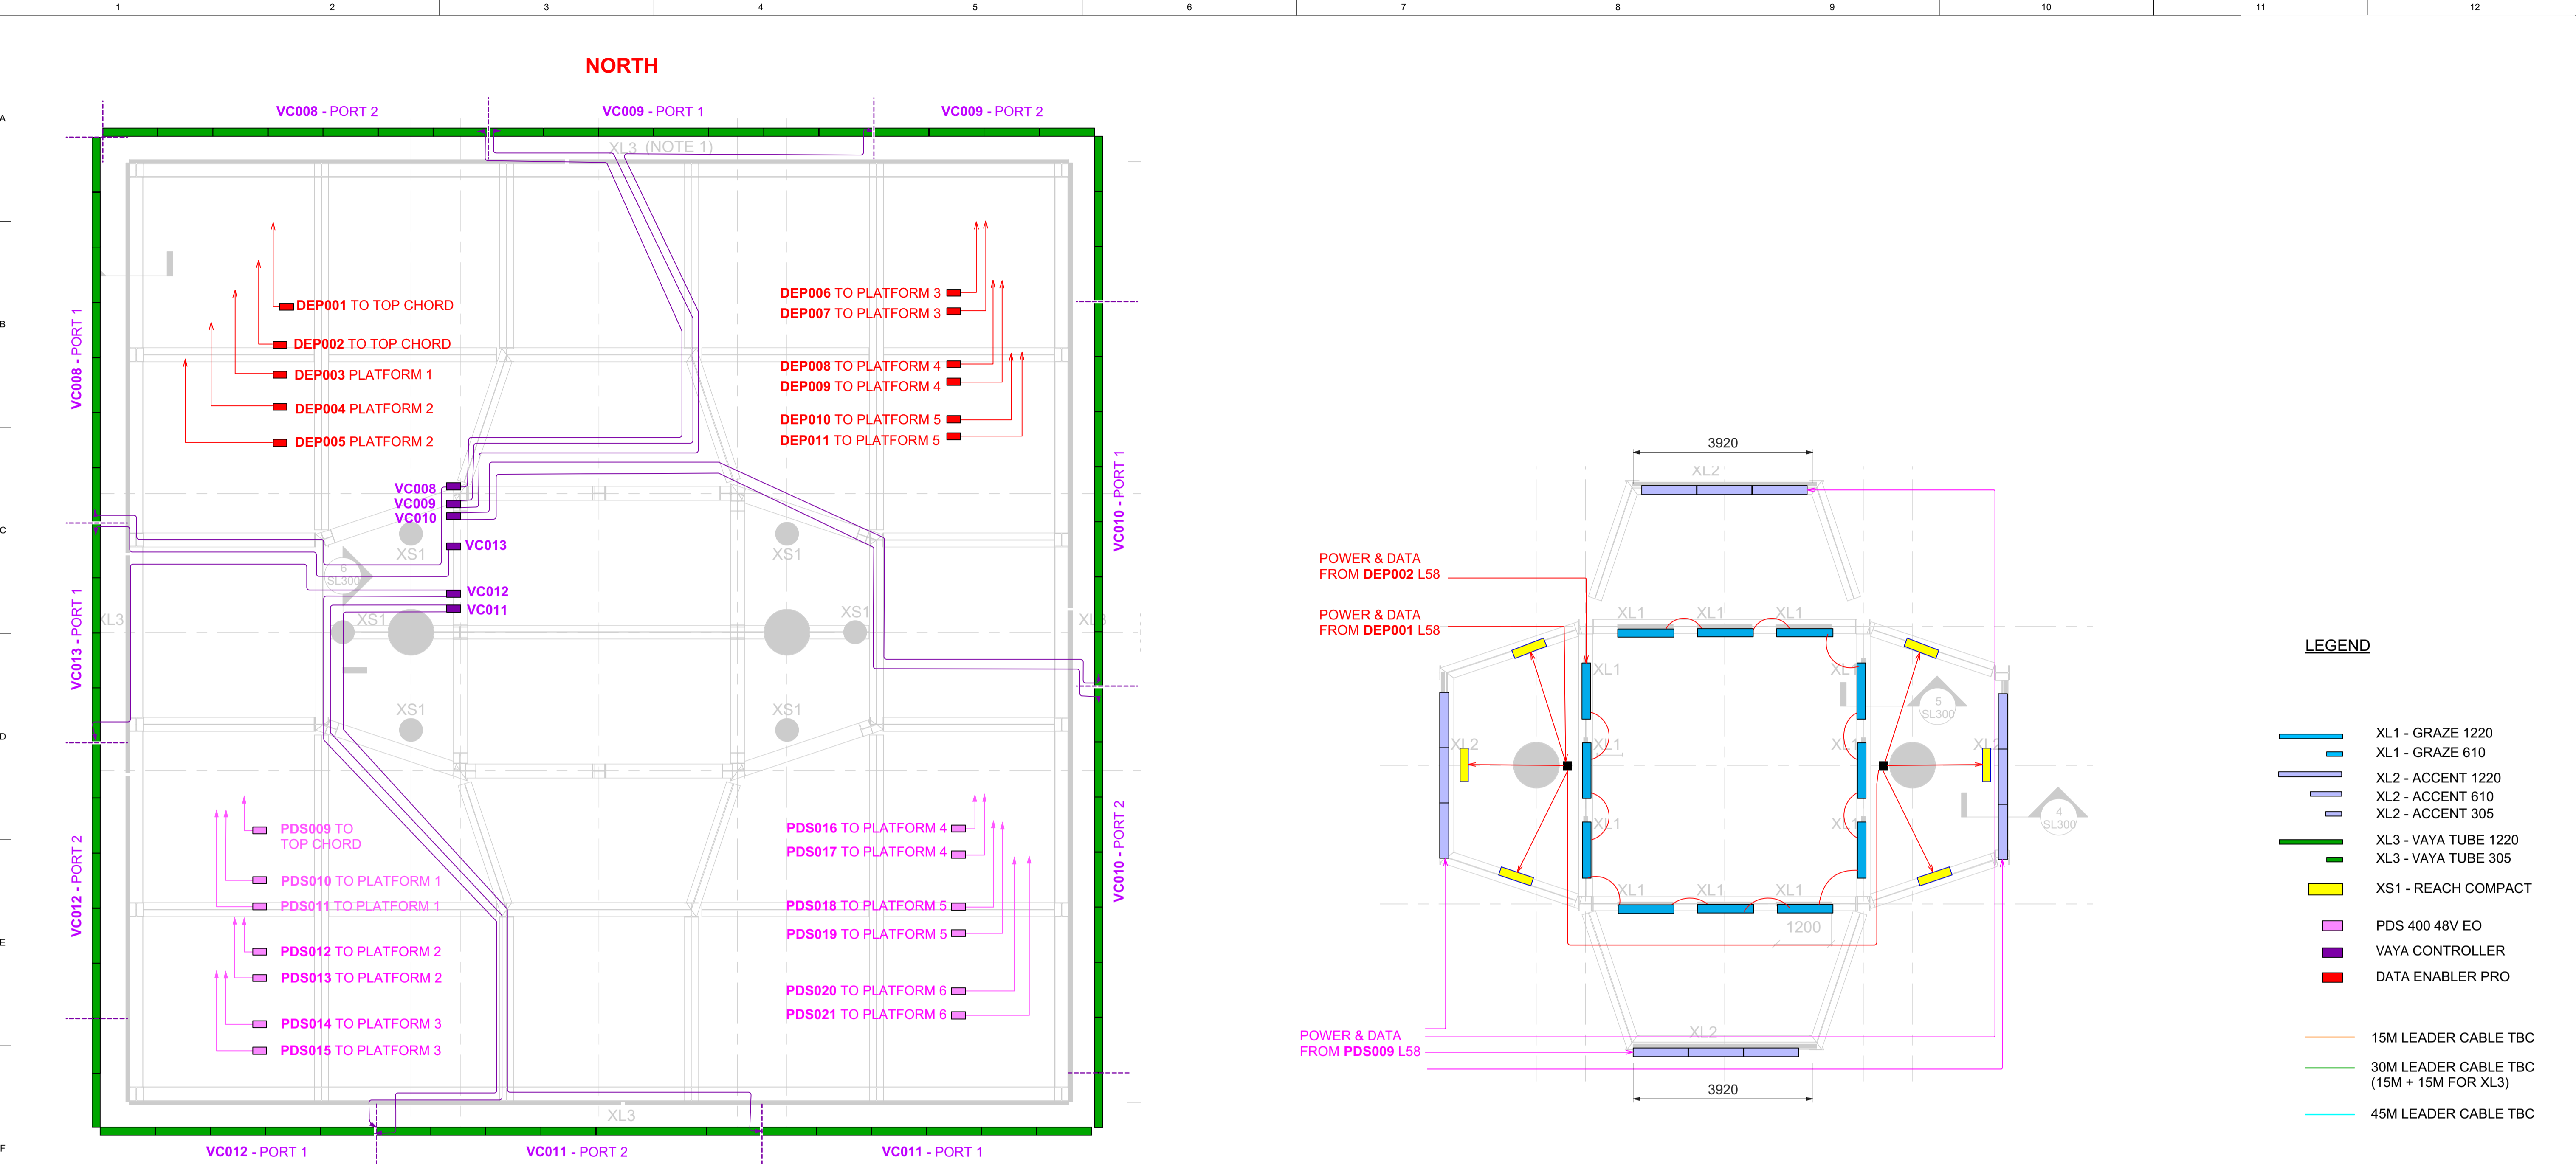 1 2 3 4 5 6 7 8 9 10 11 12
NORTH
VC008 - PORT 2
VC009 - PORT 1
VC009 - PORT 2
A
XL3 (NOTE 1)
B
VC008 - PORT 1
DEP001 TO TOP CHORD
DEP002 TO TOP CHORD
DEP003 PLATFORM 1
DEP004 PLATFORM 2
DEP005 PLATFORM 2
DEP006 TO PLATFORM 3
DEP007 TO PLATFORM 3
DEP008 TO PLATFORM 4
DEP009 TO PLATFORM 4
DEP010 TO PLATFORM 5
DEP011 TO PLATFORM 5
VC010 - PORT 1
C
VC008
VC009
VC010
VC013
VC012
VC011
XS1
XS1
6
SL300
XS1
XS1
XL3
XL3
VC013 - PORT 1
XS1
XS1
D
VC012 - PORT 2
PDS009 TO
TOP CHORD
PDS010 TO PLATFORM 1
PDS011 TO PLATFORM 1
PDS012 TO PLATFORM 2
PDS013 TO PLATFORM 2
PDS014 TO PLATFORM 3
PDS015 TO PLATFORM 3
PDS016 TO PLATFORM 4
PDS017 TO PLATFORM 4
PDS018 TO PLATFORM 5
PDS019 TO PLATFORM 5
PDS020 TO PLATFORM 6
PDS021 TO PLATFORM 6
VC010 - PORT 2
E
XL3
F
VC012 - PORT 1
VC011 - PORT 2
VC011 - PORT 1
3920
XL2
POWER & DATA
FROM DEP002 L58
POWER & DATA
FROM DEP001 L58
XL1 XL1 XL1
XL1
XL1
5
SL300
XL2
XL1
XL1
XL2
XL1
XL1
4
SL300
XL1 XL1 XL1
1200
POWER & DATA
FROM PDS009 L58
XL2
3920
LEGEND
XL1 - GRAZE 1220
XL1 - GRAZE 610
XL2 - ACCENT 1220
XL2 - ACCENT 610
XL2 - ACCENT 305
XL3 - VAYA TUBE 1220
XL3 - VAYA TUBE 305
XS1 - REACH COMPACT
PDS 400 48V EO
VAYA CONTROLLER
DATA ENABLER PRO
15M LEADER CABLE TBC
30M LEADER CABLE TBC
(15M + 15M FOR XL3)
45M LEADER CABLE TBC